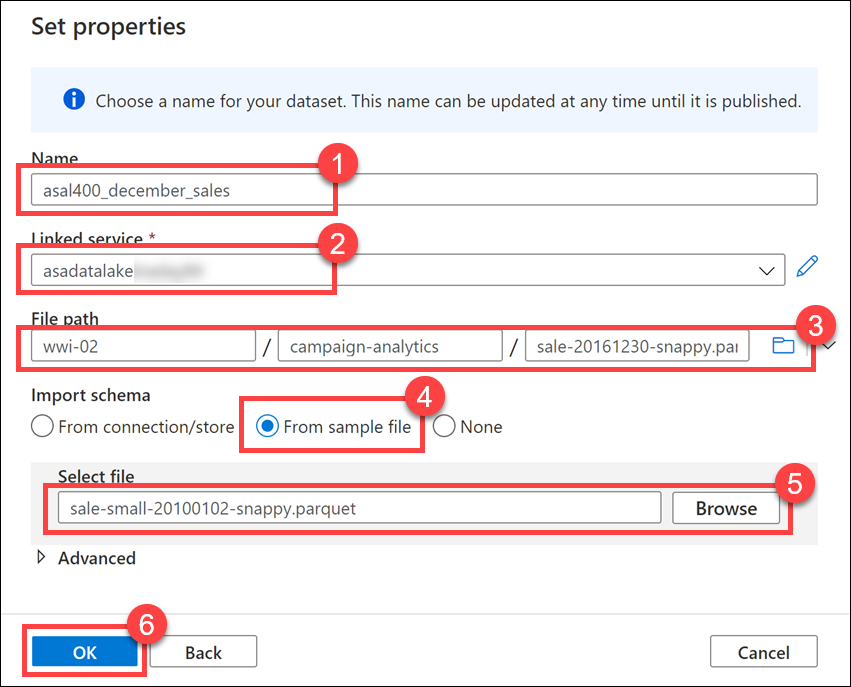 Set properties
Choose a name for your dataset. This name can be updated at any time until it is published.
Name
1
asal400_december_sales
Linked service *
2
asadatalake
File path
3
wwi-02 / campaign-analytics / sale-20161230-snappy.par
Import schema
4
From connection/store From sample file None
Select file
5
sale-small-20100102-snappy.parquet Browse
Advanced
6
OK Back Cancel